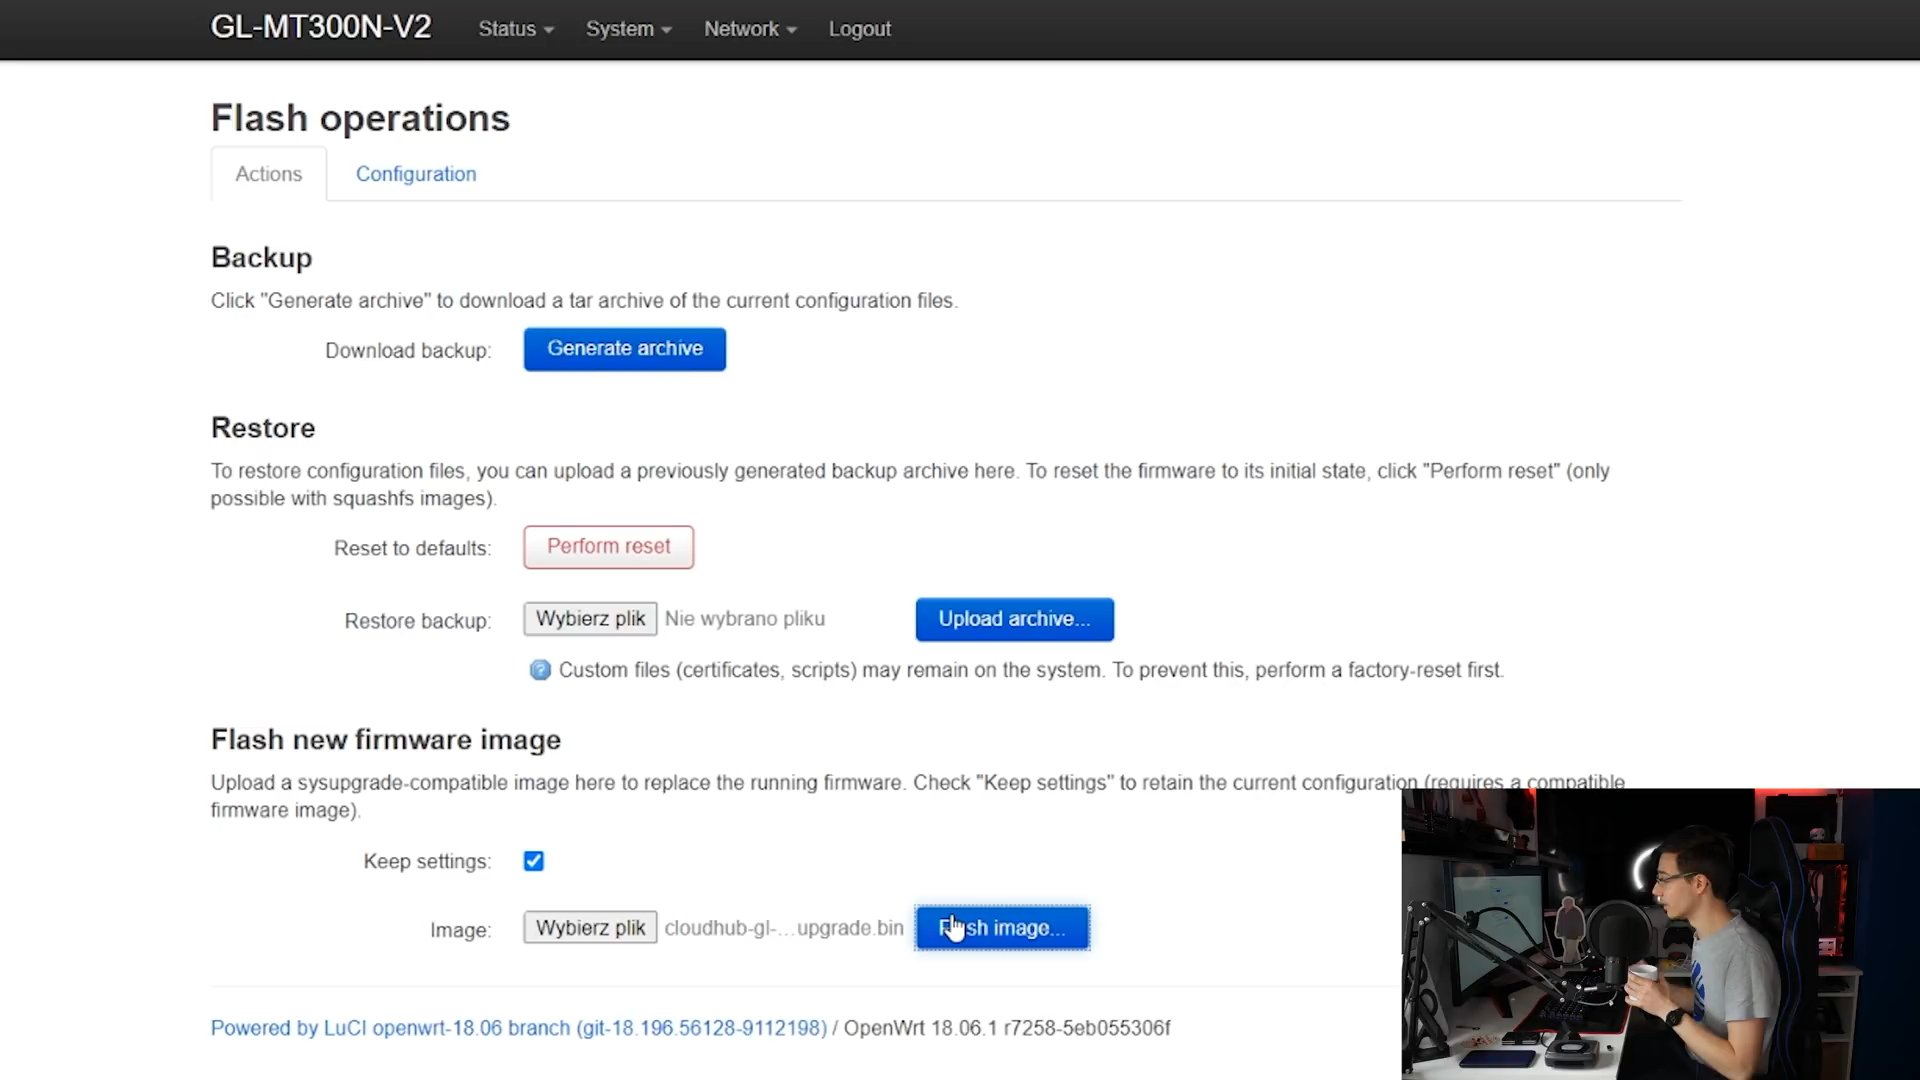 GL-MT300N-V2 Status System Network Logout
Flash operations
Actions Configuration
Backup
Click "Generate archive" to download a tar archive of the current configuration files.
Download backup: Generate archive
Restore
To restore configuration files, you can upload a previously generated backup archive here. To reset the firmware to its initial state, click "Perform reset" (only
possible with squashfs images).
Reset to defaults: Perform reset
Restore backup: Wybierz plik Nie wybrano pliku Upload archive...
Custom files (certificates, scripts) may remain on the system. To prevent this, perform a factory-reset first.
Flash new firmware image
Upload a sysupgrade-compatible image here to replace the running firmware. Check "Keep settings" to retain the current configuration (requires a compatible
firmware image).
Keep settings:
Image: Wybierz plik cloudhub-gl-...upgrade.bin Flash image...
Powered by LuCI openwrt-18.06 branch (git-18.196.56128-9112198) / OpenWrt 18.06.1 r7258-5eb055306f